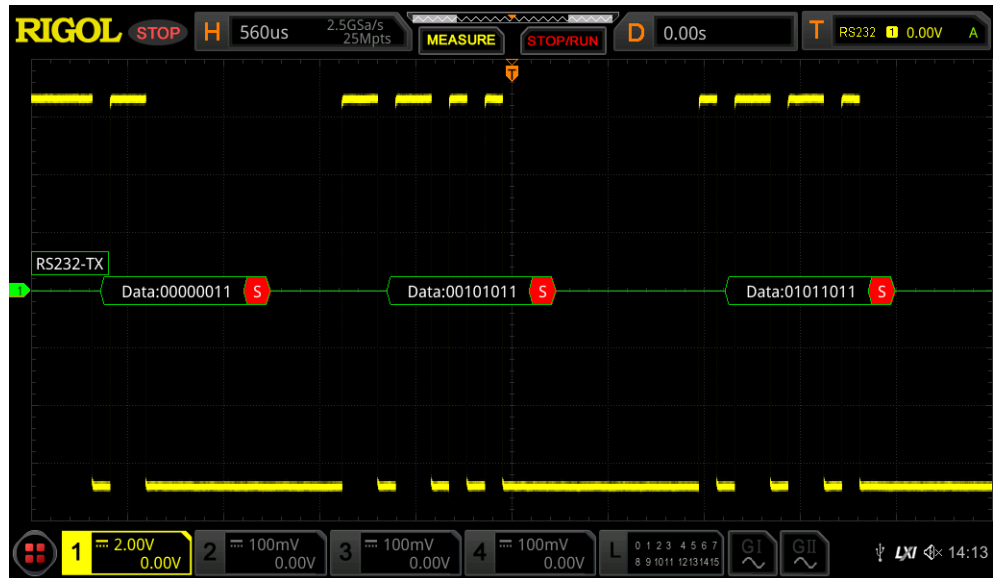 RIGOL STOP H 560us 2.5GSa/s 25Mpts MEASURE STOP/RUN D 0.00s T RS232 1 0.00V A
T
RS232-TX
1 Data:00000011 S Data:00101011 S Data:01011011 S
1 2.00V 0.00V 2 100mV 0.00V 3 100mV 0.00V 4 100mV 0.00V L 0 1 2 3 4 5 6 7 8 9 10 11 12 13 14 15 GI GII LXI 14:13